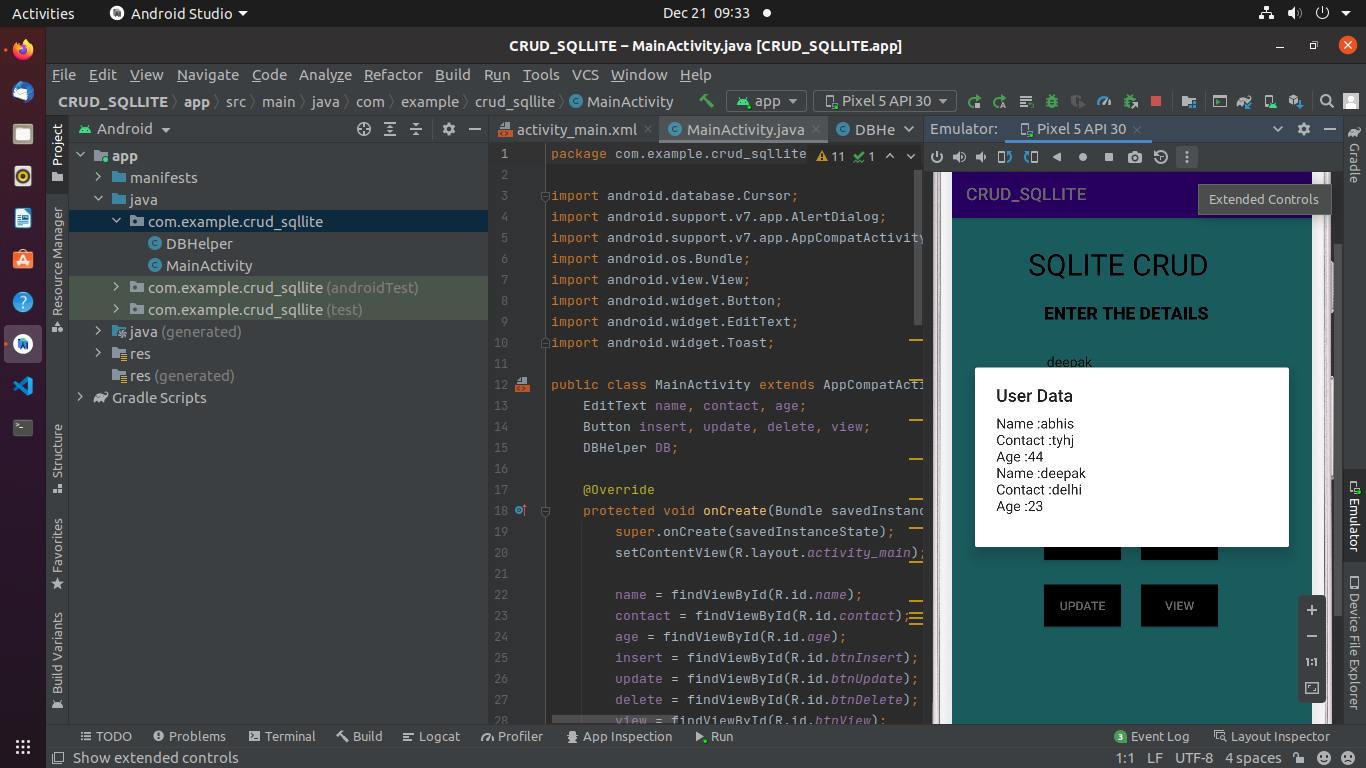 Activities Android Studio Dec 21 09:33
CRUD_SQLLITE – MainActivity.java [CRUD_SQLLITE.app]
File Edit View Navigate Code Analyze Refactor Build Run Tools VCS Window Help
CRUD_SQLLITE app src main java com example crud_sqllite MainActivity app Pixel 5 API 30
Project
Android
app
manifests
java
com.example.crud_sqllite
DBHelper
MainActivity
com.example.crud_sqllite (androidTest)
com.example.crud_sqllite (test)
java (generated)
res
res (generated)
Gradle Scripts
Resource Manager
Structure
Favorites
Build Variants
activity_main.xml MainActivity.java DBHe
11 1
1 package com.example.crud_sqllite
2
3 import android.database.Cursor;
4 import android.support.v7.app.AlertDialog;
5 import android.support.v7.app.AppCompatActivity
6 import android.os.Bundle;
7 import android.view.View;
8 import android.widget.Button;
9 import android.widget.EditText;
10 import android.widget.Toast;
11
12 public class MainActivity extends AppCompatActi
13 EditText name, contact, age;
14 Button insert, update, delete, view;
15 DBHelper DB;
16
17 @Override
18 protected void onCreate(Bundle savedInstanc
19 super.onCreate(savedInstanceState);
20 setContentView(R.layout.activity_main);
21
22 name = findViewById(R.id.name);
23 contact = findViewById(R.id.contact);
24 age = findViewById(R.id.age);
25 insert = findViewById(R.id.btnInsert);
26 update = findViewById(R.id.btnUpdate);
27 delete = findViewById(R.id.btnDelete);
28 view = findViewById(R.id.btnView);
Emulator: Pixel 5 API 30
CRUD_SQLLITE
Extended Controls
SQLITE CRUD
ENTER THE DETAILS
deepak
User Data
Name :abhis
Contact :tyhj
Age :44
Name :deepak
Contact :delhi
Age :23
UPDATE VIEW
1:1
Gradle
Emulator
Device File Explorer
TODO Problems Terminal Build Logcat Profiler App Inspection Run 3 Event Log Layout Inspector
Show extended controls 1:1 LF UTF-8 4 spaces